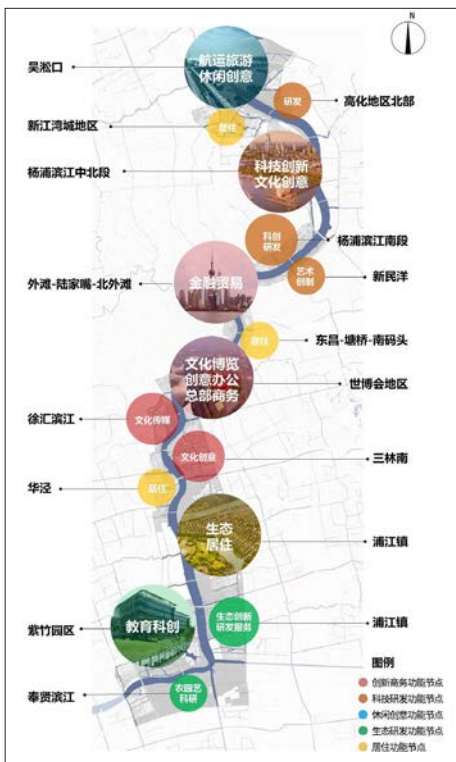 N
航运旅游
休闲创意
吴淞口
研发
高化地区北部
新江湾城地区
居住
杨浦滨江中北段
科技创新
文化创意
科创
研发
杨浦滨江南段
艺术
创制
新民洋
外滩-陆家嘴-北外滩
金融贸易
居住
东昌-塘桥-南码头
文化博览
创意办公
总部商务
世博会地区
徐汇滨江
文化传媒
文化创意
三林南
华泾
居住
生态
居住
浦江镇
紫竹园区
教育科创
生态创新
研发服务
浦江镇
奉贤滨江
农园艺
科研
图例
创新商务功能节点
科技研发功能节点
休闲创意功能节点
生态研发功能节点
居住功能节点